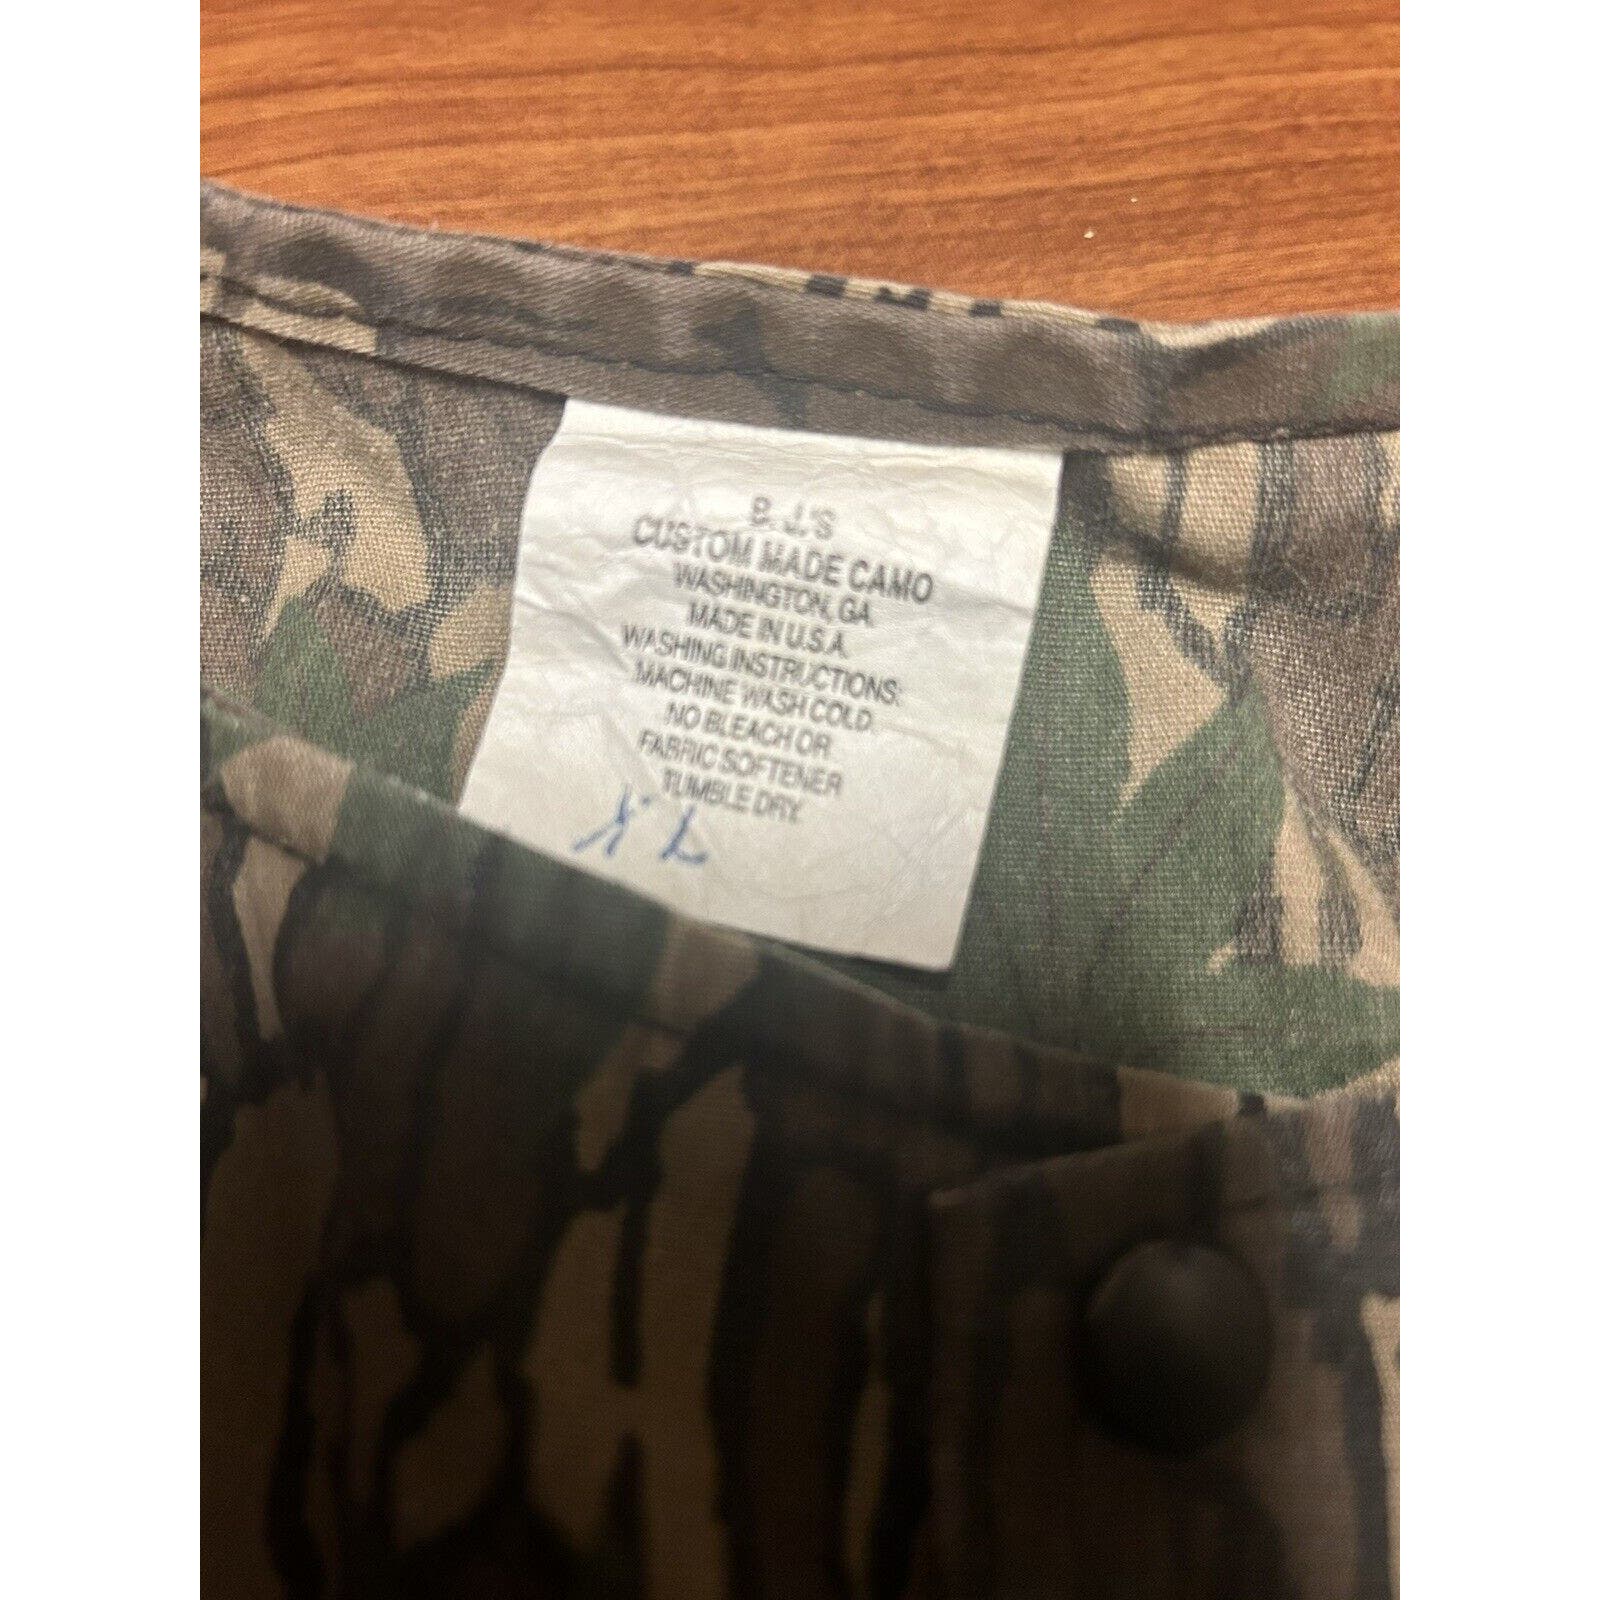 B. J.'S
CUSTOM MADE CAMO
WASHINGTON, GA.
MADE IN U.S.A.
WASHING INSTRUCTIONS:
MACHINE WASH COLD.
NO BLEACH OR
FABRIC SOFTENER
TUMBLE DRY.
X L